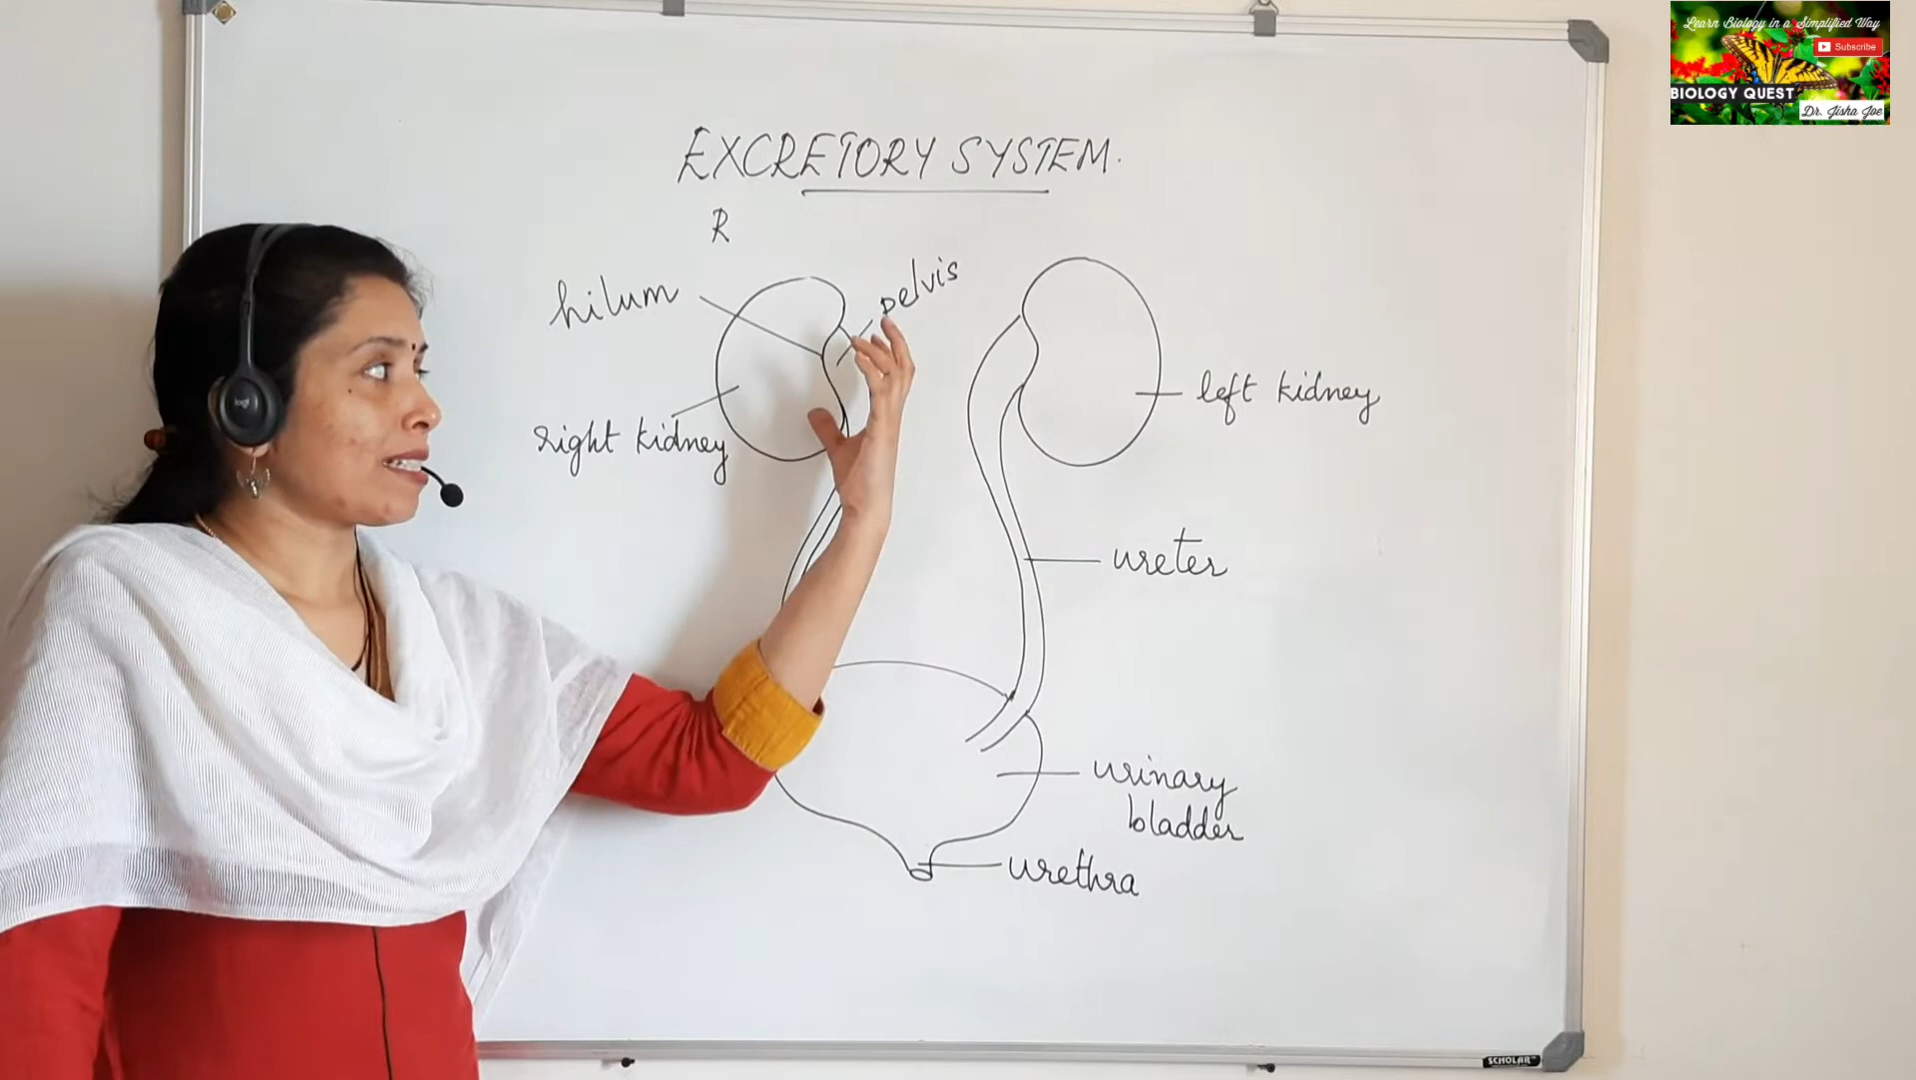 Learn Biology in a Simplified Way
Subscribe
BIOLOGY QUEST
Dr. Jisha Joe
EXCRETORY SYSTEM.
R
hilum
pelvis
right kidney
left kidney
ureter
urinary
bladder
urethra
logi
SCHOLAR